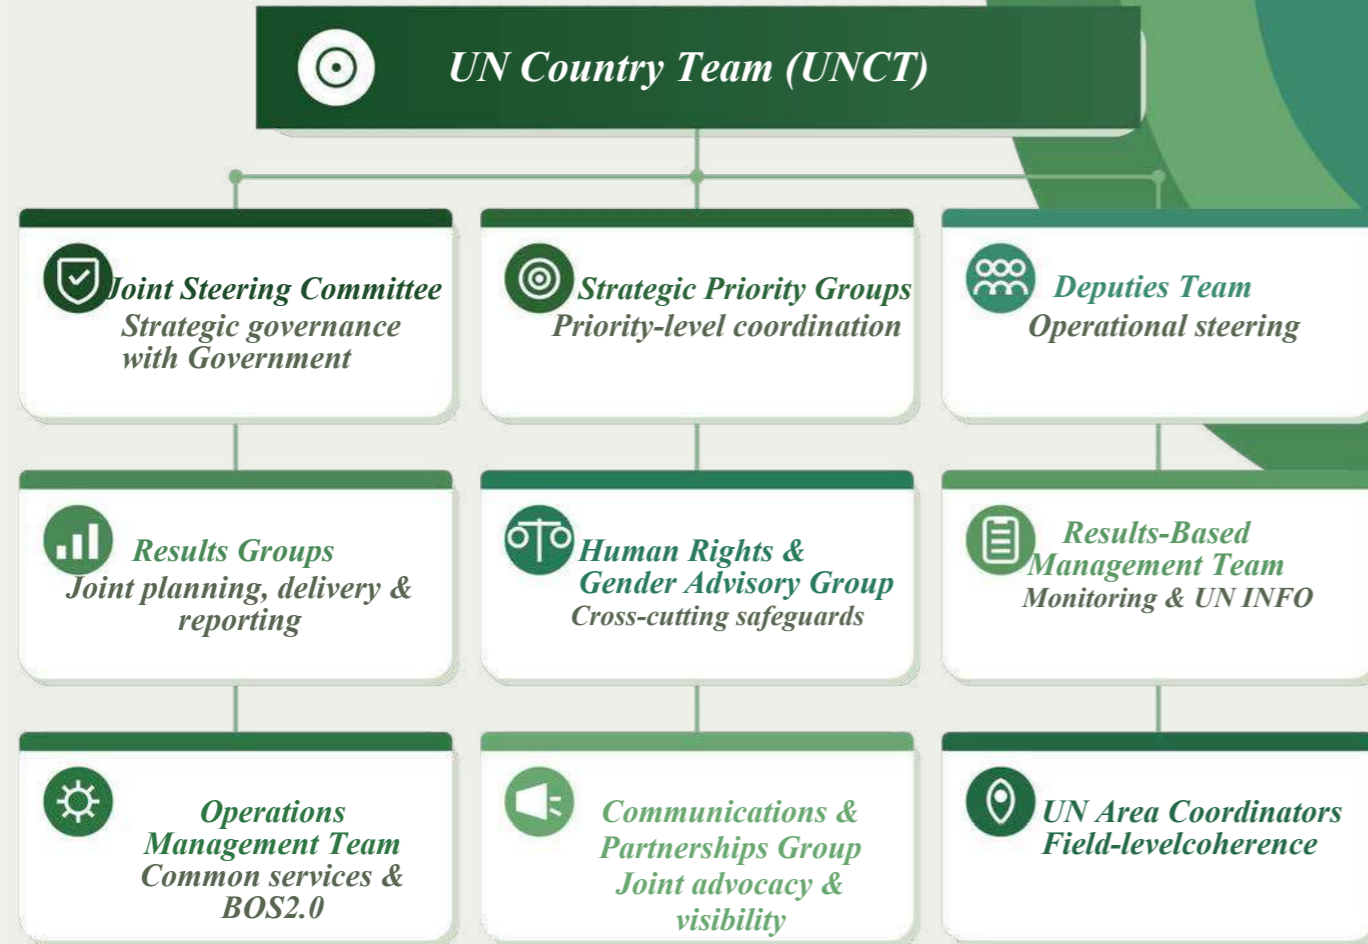 UN Country Team (UNCT)
Joint Steering Committee
Strategic governance
with Government
Strategic Priority Groups
Priority-level coordination
Deputies Team
Operational steering
Results Groups
Joint planning, delivery &
reporting
Human Rights &
Gender Advisory Group
Cross-cutting safeguards
Results-Based
Management Team
Monitoring & UN INFO
Operations
Management Team
Common services &
BOS2.0
Communications &
Partnerships Group
Joint advocacy &
visibility
UN Area Coordinators
Field-levelcoherence